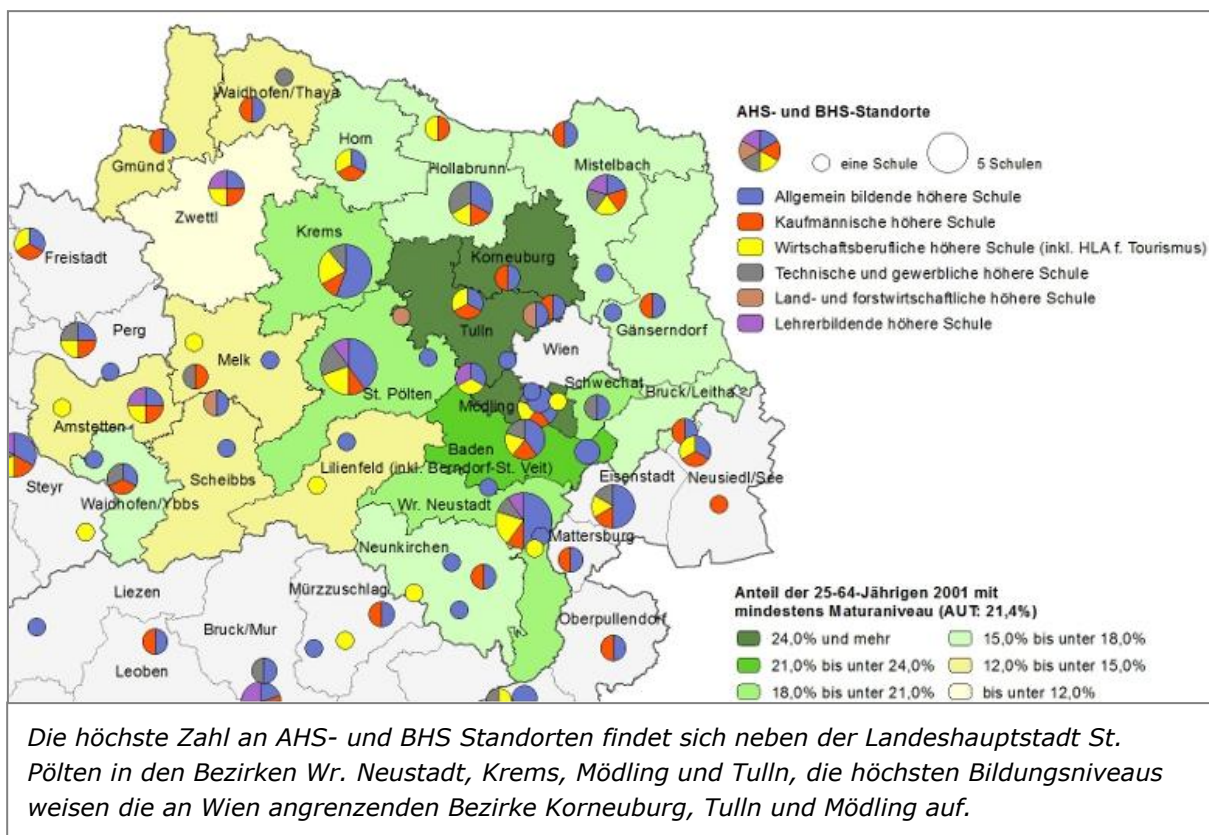 Waidhofen/Thaya
Gmünd
Horn
Hollabrunn
Mistelbach
Zwettl
Krems
Korneuburg
Freistadt
Tulln
Gänserndorf
Perg
Wien
Melk
St. Pölten
Schwechat
Bruck/Leitha
Mödling
Amstetten
Baden
Scheibbs
Lilienfeld (inkl. Berndorf-St. Veit)
Eisenstadt
Neusiedl/See
Steyr
Waidhofen/Ybbs
Wr. Neustadt
Mattersburg
Neunkirchen
Liezen
Mürzzuschlag
Oberpullendorf
Bruck/Mur
Leoben
AHS- und BHS-Standorte
eine Schule
5 Schulen
Allgemein bildende höhere Schule
Kaufmännische höhere Schule
Wirtschaftsberufliche höhere Schule (inkl. HLA f. Tourismus)
Technische und gewerbliche höhere Schule
Land- und forstwirtschaftliche höhere Schule
Lehrerbildende höhere Schule
Anteil der 25-64-Jährigen 2001 mit
mindestens Maturaniveau (AUT: 21,4%)
24,0% und mehr
15,0% bis unter 18,0%
21,0% bis unter 24,0%
12,0% bis unter 15,0%
18,0% bis unter 21,0%
bis unter 12,0%
Die höchste Zahl an AHS- und BHS Standorten findet sich neben der Landeshauptstadt St.
Pölten in den Bezirken Wr. Neustadt, Krems, Mödling und Tulln, die höchsten Bildungsniveaus
weisen die an Wien angrenzenden Bezirke Korneuburg, Tulln und Mödling auf.